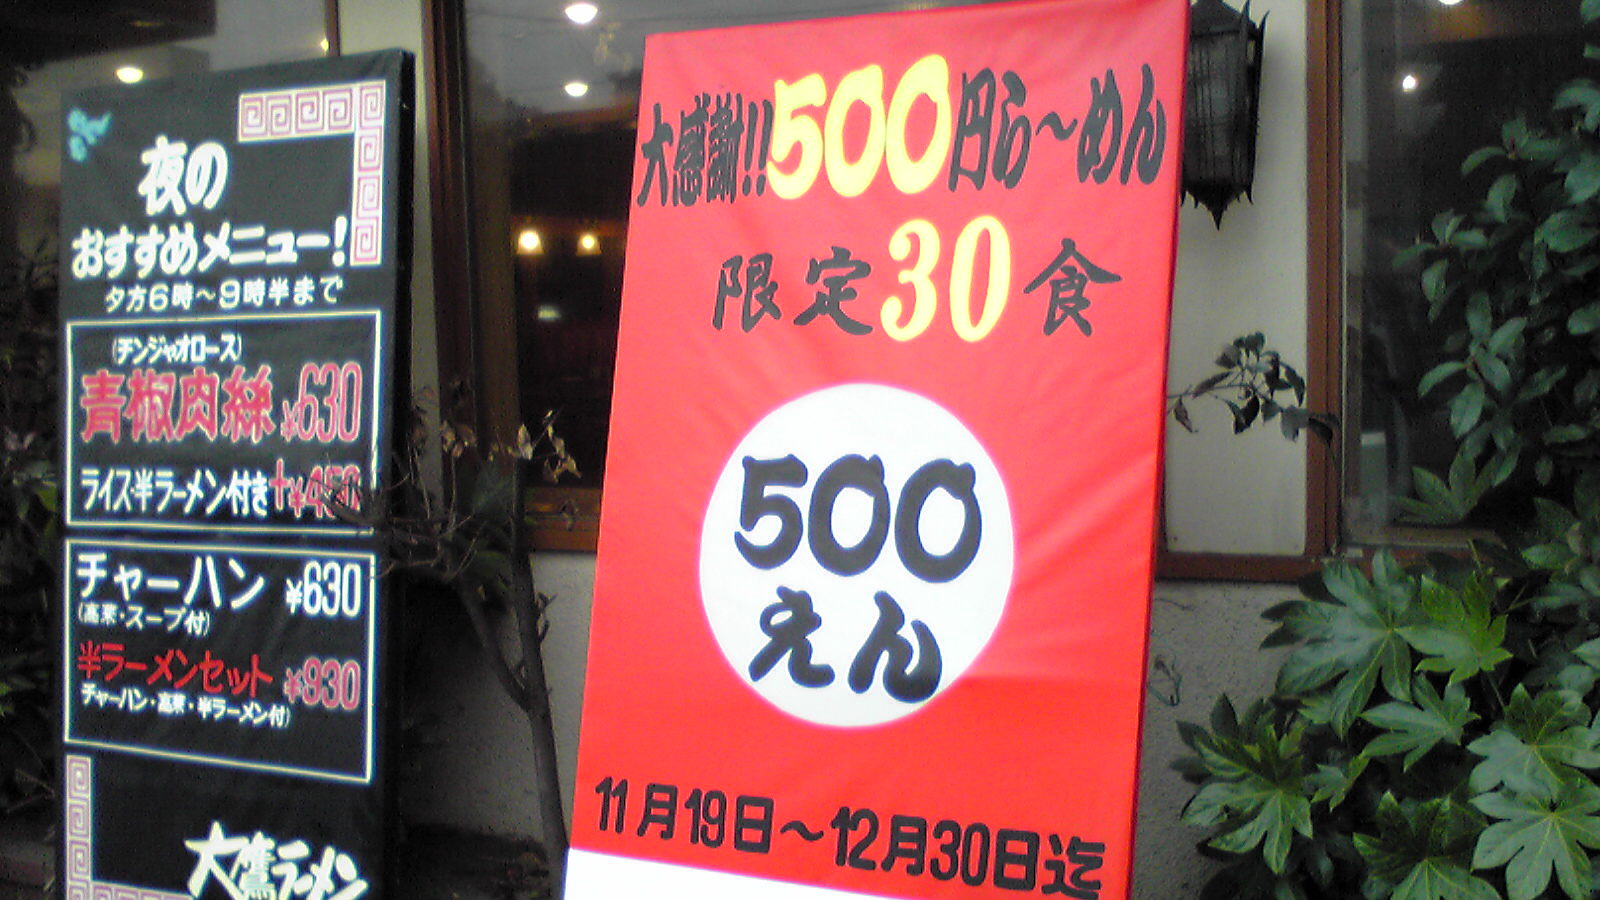 夜の
おすすめメニュー!
夕方6時~9時半まで
(チンジャオロース)
青椒肉絲 ¥630
ライス・半ラーメン付き+¥450
チャーハン ¥630
(高菜・スープ付)
半ラーメンセット ¥930
チャーハン・高菜・半ラーメン付)
大鷹ラーメン
大感謝!!500円ら~めん
限定30食
500
えん
11月19日~12月30日迄